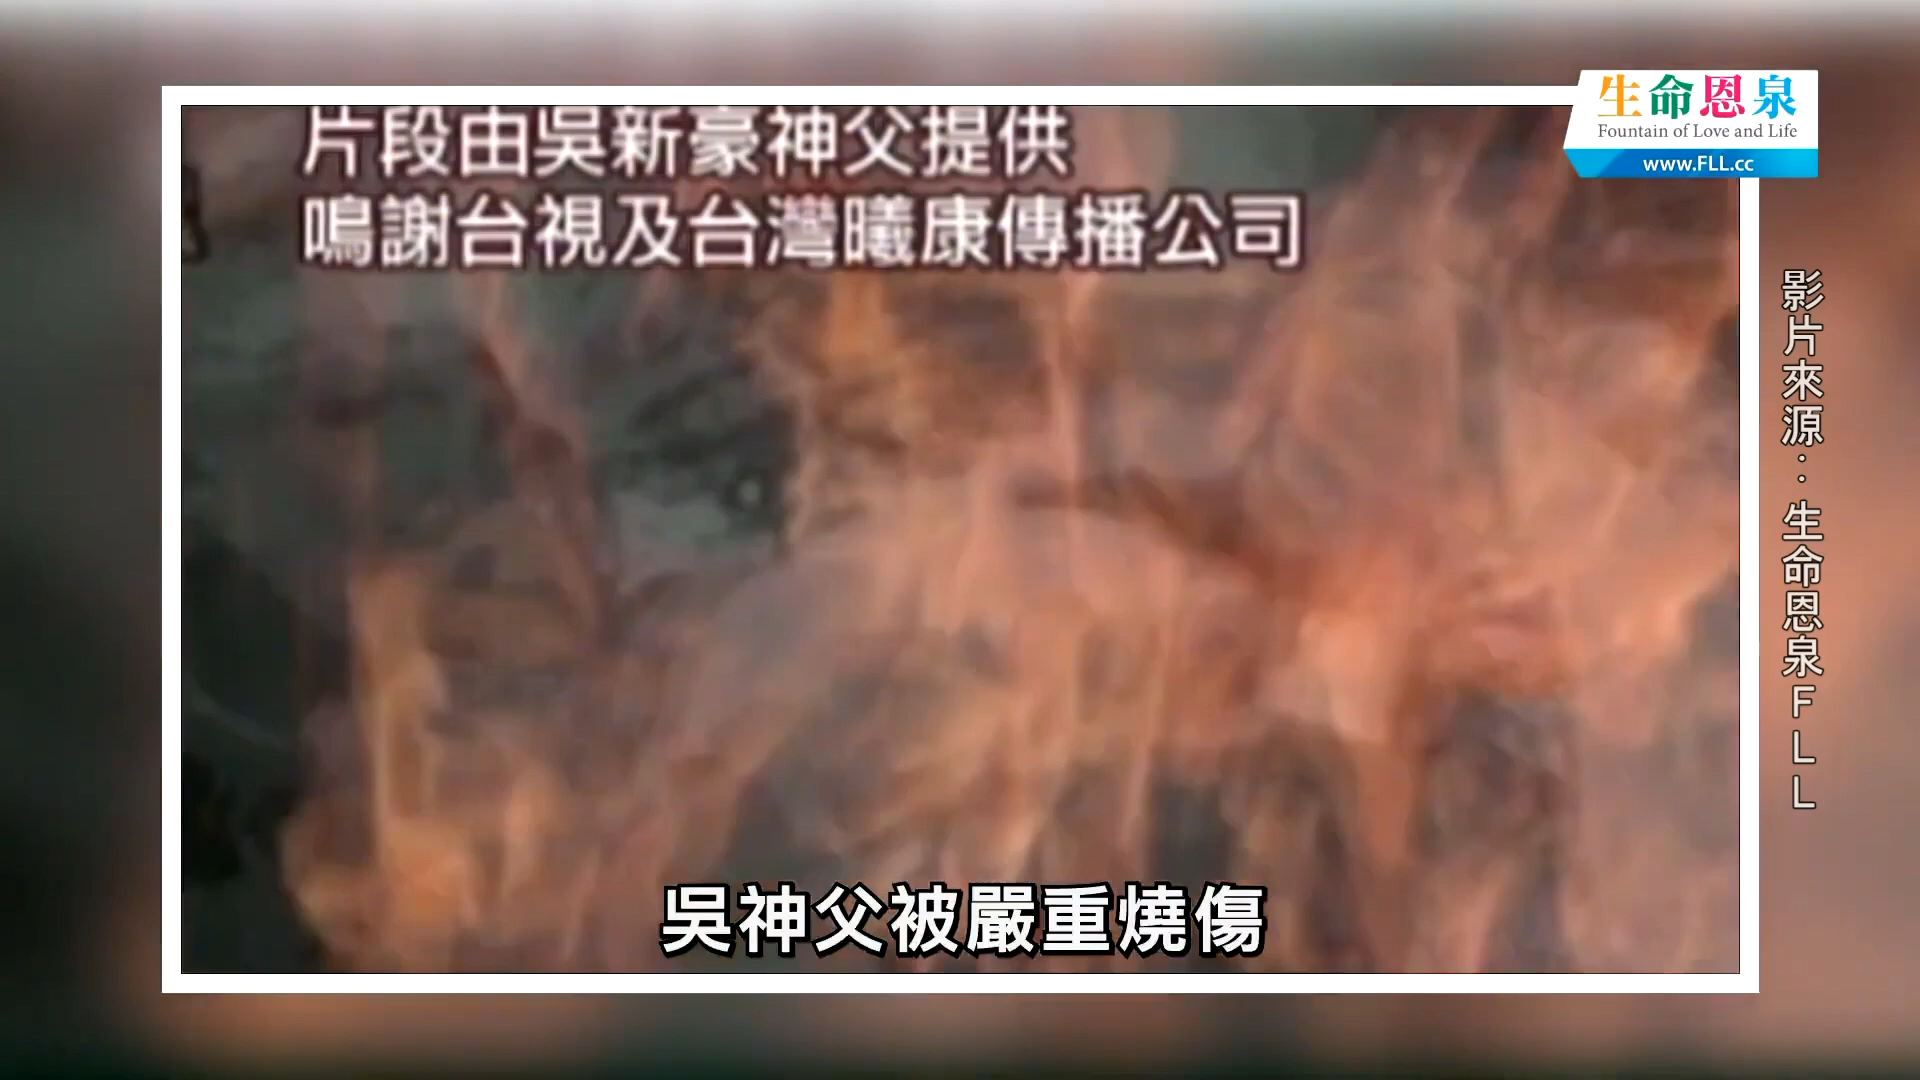 片段由吳新豪神父提供
鳴謝台視及台灣曦康傳播公司
生命恩泉
Fountain of Love and Life
www.FLL.cc
影片來源：生命恩泉FLL
吳神父被嚴重燒傷